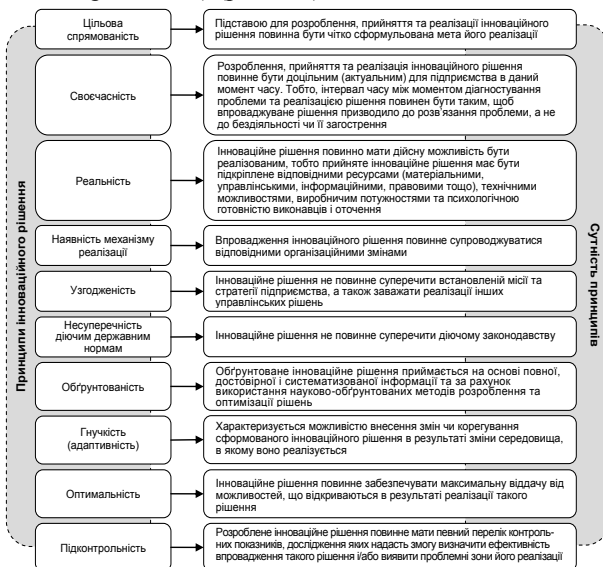 Принципи інноваційного рішення
Сутність принципів
Цільова
спрямованість
Підставою для розроблення, прийняття та реалізації інноваційного
рішення повинна бути чітко сформульована мета його реалізації
Своєчасність
Розроблення, прийняття та реалізація інноваційного рішення
повинне бути доцільним (актуальним) для підприємства в даний
момент часу. Тобто, інтервал часу між моментом діагностування
проблеми та реалізацією рішення повинен бути таким, щоб
впроваджуване рішення призводило до розв'язання проблеми, а не
до бездіяльності чи її загострення
Реальність
Інноваційне рішення повинно мати дійсну можливість бути
реалізованим, тобто прийняте інноваційне рішення має бути
підкріплене відповідними ресурсами (матеріальними,
управлінськими, інформаційними, правовими тощо), технічними
можливостями, виробничим потужностями та психологічною
готовністю виконавців і оточення
Наявність механізму
реалізації
Впровадження інноваційного рішення повинне супроводжуватися
відповідними організаційними змінами
Узгодженість
Інноваційне рішення не повинне суперечити встановленій місії та
стратегії підприємства, а також заважати реалізації інших
управлінських рішень
Несуперечність
діючим державним
нормам
Інноваційне рішення не повинне суперечити діючому законодавству
Обґрунтованість
Обґрунтоване інноваційне рішення приймається на основі повної,
достовірної і систематизованої інформації та за рахунок
використання науково-обґрунтованих методів розроблення та
оптимізації рішень
Гнучкість
(адаптивність)
Характеризується можливістю внесення змін чи корегування
сформованого інноваційного рішення в результаті зміни середовища,
в якому воно реалізується
Оптимальність
Інноваційне рішення повинне забезпечувати максимальну віддачу від
можливостей, що відкриваються в результаті реалізації такого
рішення
Підконтрольність
Розроблене інноваційне рішення повинне мати певний перелік контроль-
них показників, дослідження яких надасть змогу визначити ефективність
впровадження такого рішення і/або виявити проблемні зони його реалізації